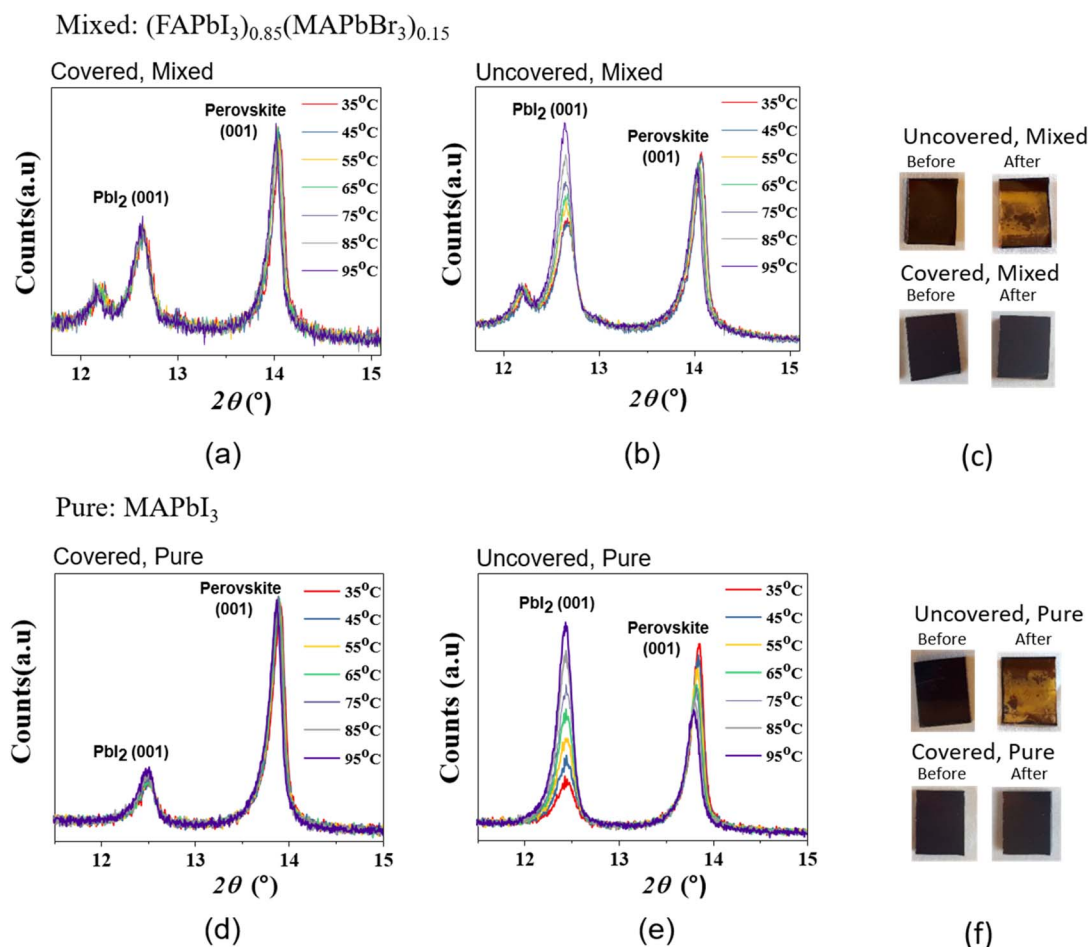 Mixed: (FAPbI₃)₀.₈₅(MAPbBr₃)₀.₁₅
Covered, Mixed
Perovskite
(001)
PbI₂ (001)
35°C
45°C
55°C
65°C
75°C
85°C
95°C
Counts(a.u)
12 13 14 15
2θ (°)
(a)
Uncovered, Mixed
PbI₂ (001)
Perovskite
(001)
35°C
45°C
55°C
65°C
75°C
85°C
95°C
Counts(a.u)
12 13 14 15
2θ (°)
(b)
Uncovered, Mixed
Before After
Covered, Mixed
Before After
(c)
Pure: MAPbI₃
Covered, Pure
Perovskite
(001)
PbI₂ (001)
35°C
45°C
55°C
65°C
75°C
85°C
95°C
Counts(a.u)
12 13 14 15
2θ (°)
(d)
Uncovered, Pure
PbI₂ (001)
Perovskite
(001)
35°C
45°C
55°C
65°C
75°C
85°C
95°C
Counts (a.u)
12 13 14 15
2θ (°)
(e)
Uncovered, Pure
Before After
Covered, Pure
Before After
(f)